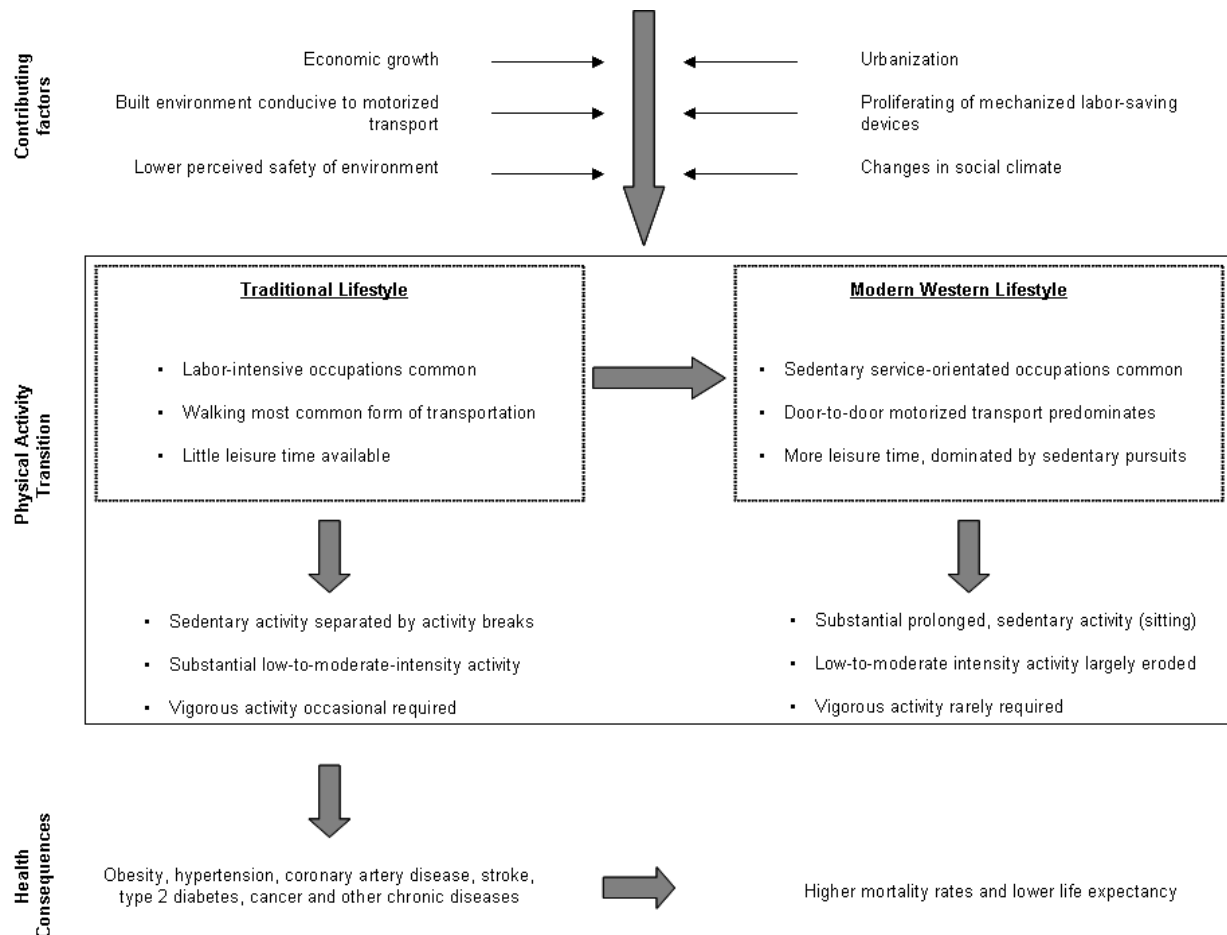 Contributing
factors
Economic growth
Urbanization
Built environment conducive to motorized
transport
Proliferating of mechanized labor-saving
devices
Lower perceived safety of environment
Changes in social climate
Physical Activity
Transition
Traditional Lifestyle
▪ Labor-intensive occupations common
▪ Walking most common form of transportation
▪ Little leisure time available
Modern Western Lifestyle
▪ Sedentary service-orientated occupations common
▪ Door-to-door motorized transport predominates
▪ More leisure time, dominated by sedentary pursuits
▪ Sedentary activity separated by activity breaks
▪ Substantial low-to-moderate-intensity activity
▪ Vigorous activity occasional required
▪ Substantial prolonged, sedentary activity (sitting)
▪ Low-to-moderate intensity activity largely eroded
▪ Vigorous activity rarely required
Health
Consequences
Obesity, hypertension, coronary artery disease, stroke,
type 2 diabetes, cancer and other chronic diseases
Higher mortality rates and lower life expectancy